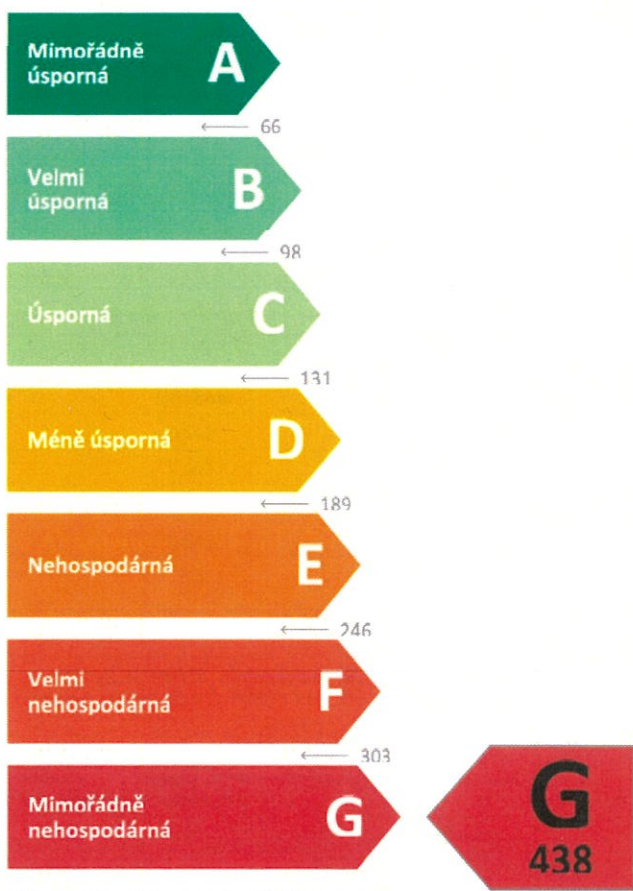 Mimořádně
úsporná
A
← 66
Velmi
úsporná
B
← 98
Úsporná
C
← 131
Méně úsporná
D
← 189
Nehospodárná
E
← 246
Velmi
nehospodárná
F
← 303
Mimořádně
nehospodárná
G
G
438